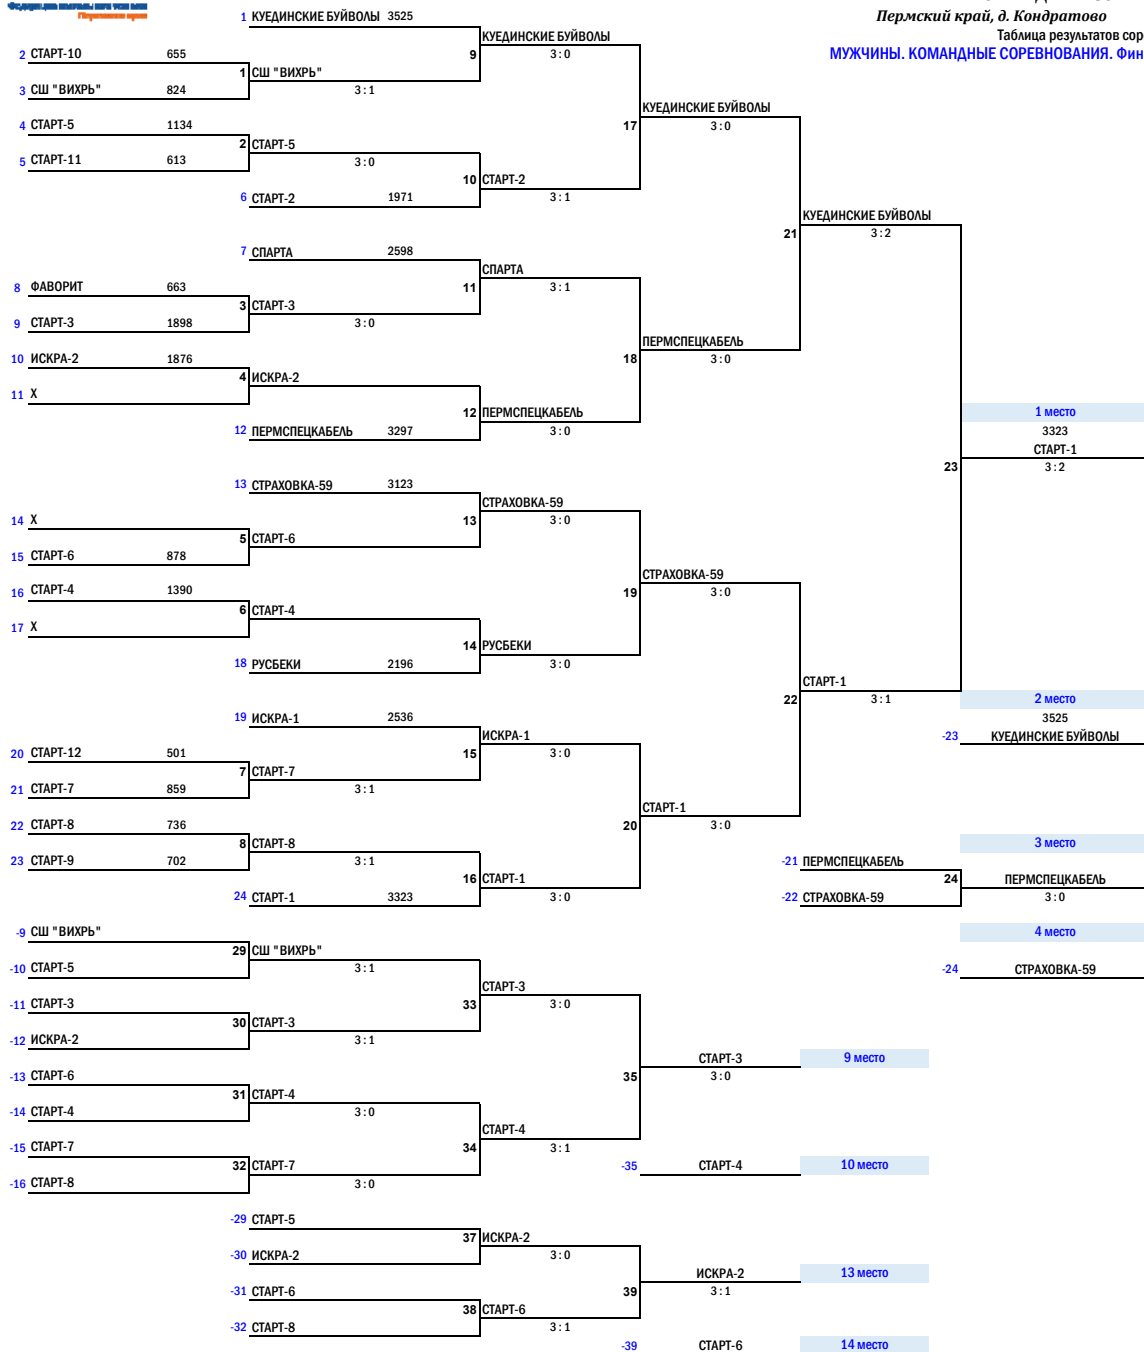 Пермский край, д. Кондратово
Таблица результатов сор
МУЖЧИНЫ. КОМАНДНЫЕ СОРЕВНОВАНИЯ. Фин
1 КУЕДИНСКИЕ БУЙВОЛЫ 3525
КУЕДИНСКИЕ БУЙВОЛЫ
9 3:0
2 СТАРТ-10 655
1 СШ "ВИХРЬ"
3 СШ "ВИХРЬ" 824 3:1
КУЕДИНСКИЕ БУЙВОЛЫ
17 3:0
4 СТАРТ-5 1134
2 СТАРТ-5
5 СТАРТ-11 613 3:0
10 СТАРТ-2
6 СТАРТ-2 1971 3:1
КУЕДИНСКИЕ БУЙВОЛЫ
21 3:2
7 СПАРТА 2598
СПАРТА
11 3:1
8 ФАВОРИТ 663
3 СТАРТ-3
9 СТАРТ-3 1898 3:0
ПЕРМСПЕЦКАБЕЛЬ
18 3:0
10 ИСКРА-2 1876
4 ИСКРА-2
11 X
12 ПЕРМСПЕЦКАБЕЛЬ
12 ПЕРМСПЕЦКАБЕЛЬ 3297 3:0
1 место
3323
СТАРТ-1
23 3:2
13 СТРАХОВКА-59 3123
СТРАХОВКА-59
13 3:0
14 X
5 СТАРТ-6
15 СТАРТ-6 878
СТРАХОВКА-59
19 3:0
16 СТАРТ-4 1390
6 СТАРТ-4
17 X
14 РУСБЕКИ
18 РУСБЕКИ 2196 3:0
СТАРТ-1
22 3:1
2 место
3525
-23 КУЕДИНСКИЕ БУЙВОЛЫ
19 ИСКРА-1 2536
ИСКРА-1
15 3:0
20 СТАРТ-12 501
7 СТАРТ-7
21 СТАРТ-7 859 3:1
СТАРТ-1
20 3:0
22 СТАРТ-8 736
8 СТАРТ-8
23 СТАРТ-9 702 3:1
16 СТАРТ-1
24 СТАРТ-1 3323 3:0
3 место
-21 ПЕРМСПЕЦКАБЕЛЬ
24 ПЕРМСПЕЦКАБЕЛЬ
-22 СТРАХОВКА-59 3:0
4 место
-24 СТРАХОВКА-59
-9 СШ "ВИХРЬ"
29 СШ "ВИХРЬ"
-10 СТАРТ-5 3:1
СТАРТ-3
33 3:0
-11 СТАРТ-3
30 СТАРТ-3
-12 ИСКРА-2 3:1
СТАРТ-3 9 место
35 3:0
-13 СТАРТ-6
31 СТАРТ-4
-14 СТАРТ-4 3:0
СТАРТ-4
34 3:1
-15 СТАРТ-7
32 СТАРТ-7
-16 СТАРТ-8 3:0
-35 СТАРТ-4 10 место
-29 СТАРТ-5
37 ИСКРА-2
-30 ИСКРА-2 3:0
ИСКРА-2 13 место
39 3:1
-31 СТАРТ-6
38 СТАРТ-6
-32 СТАРТ-8 3:1
-39 СТАРТ-6 14 место